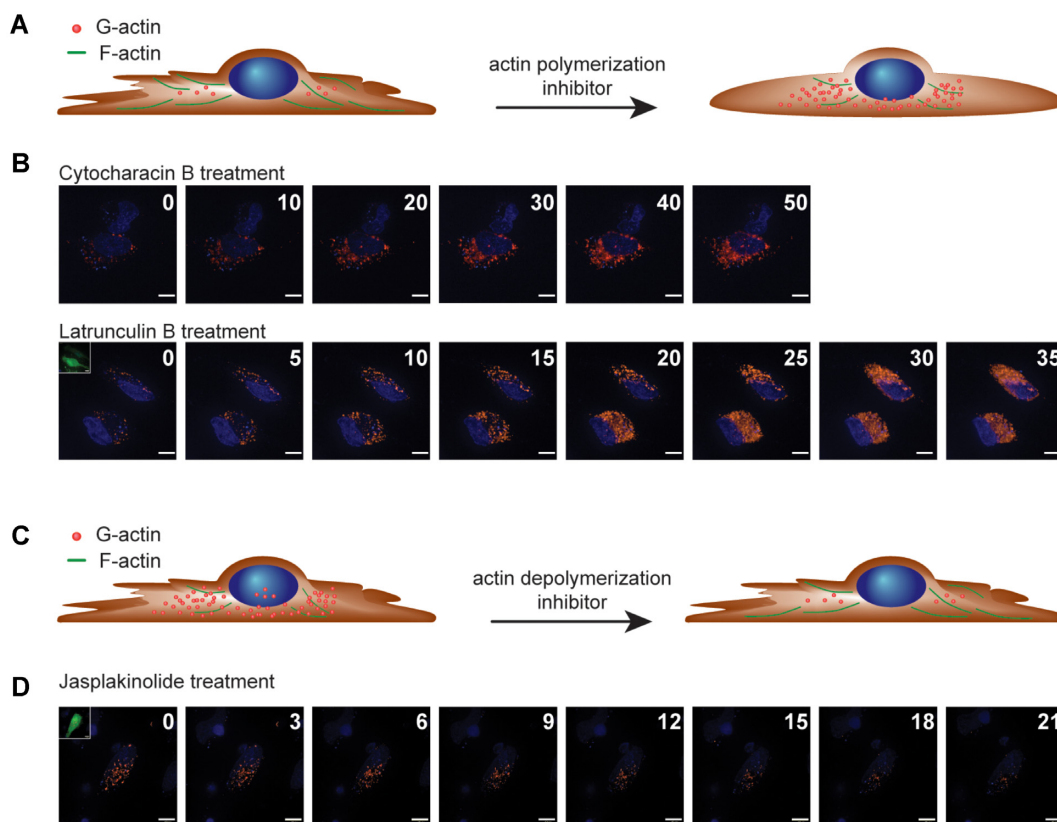 A
G-actin
F-actin
actin polymerization
inhibitor
B
Cytocharacin B treatment
0 10 20 30 40 50
Latrunculin B treatment
0 5 10 15 20 25 30 35
C
G-actin
F-actin
actin depolymerization
inhibitor
D
Jasplakinolide treatment
0 3 6 9 12 15 18 21